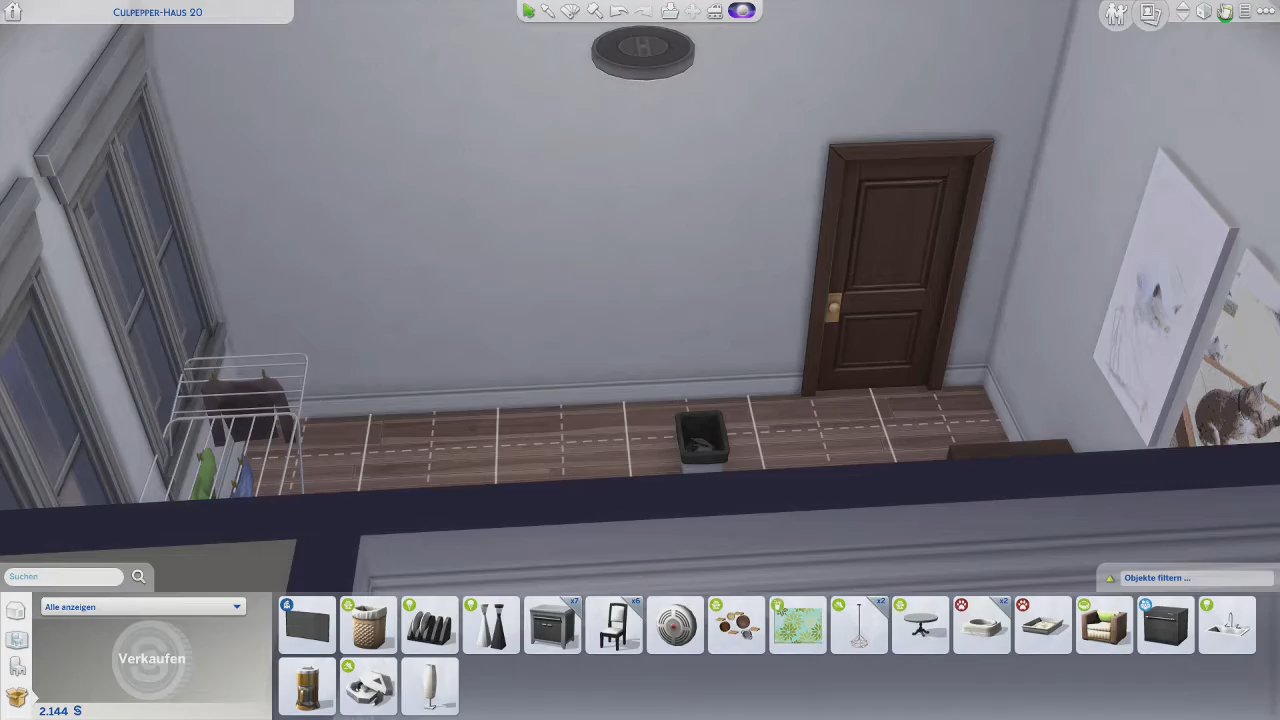 CULPEPPER-HAUS 20
Suchen
Objekte filtern ...
Alle anzeigen
x7
x6
x2
x2
Verkaufen
2.144 S